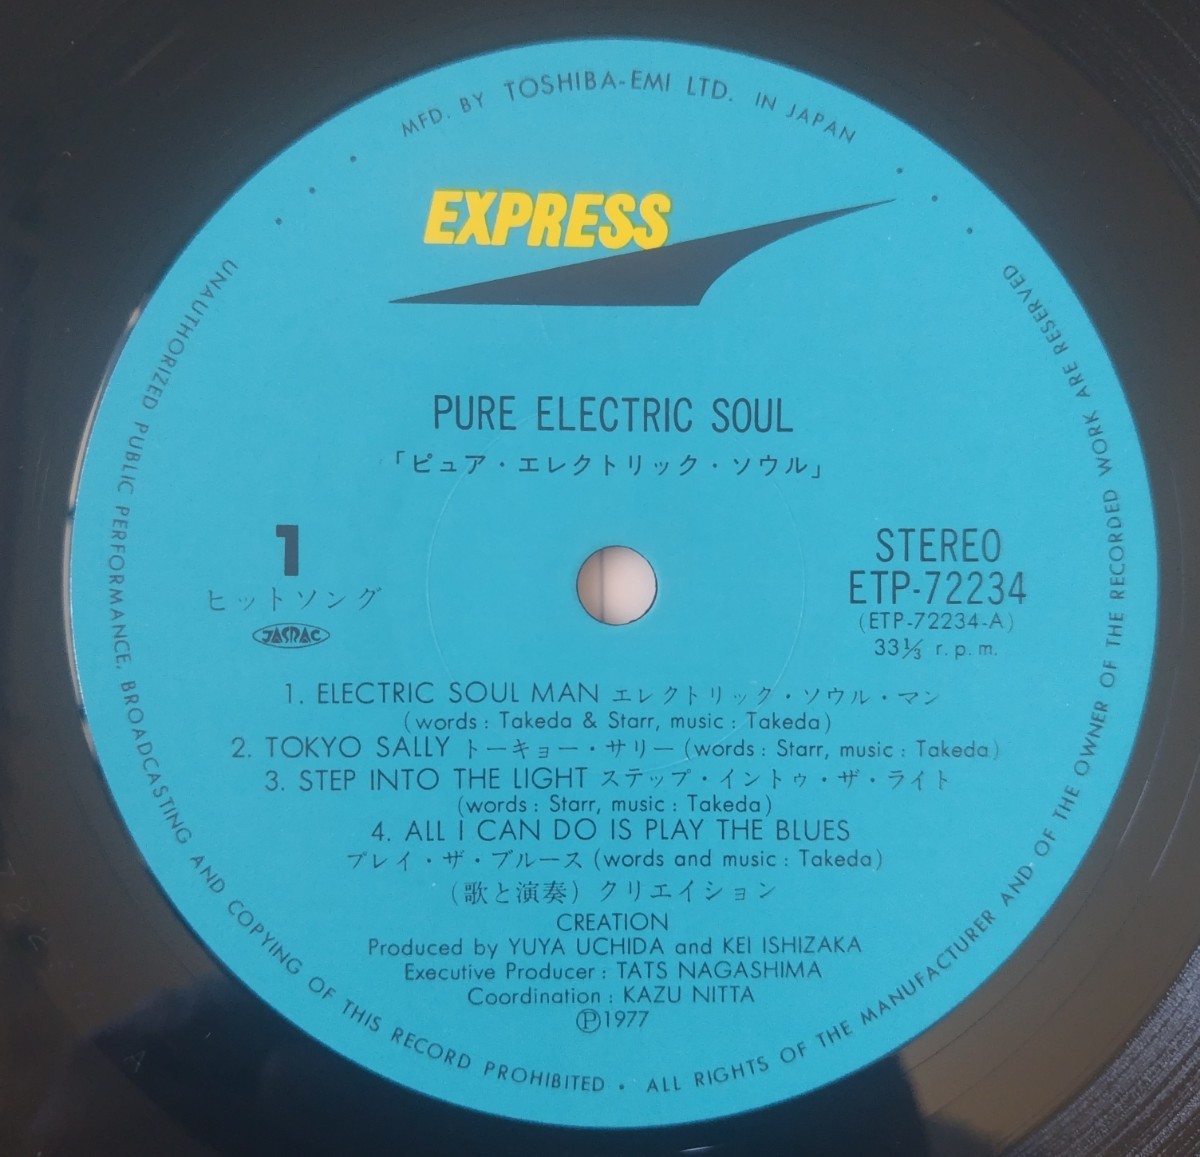 MFD. BY TOSHIBA-EMI LTD. IN JAPAN
EXPRESS
PURE ELECTRIC SOUL
「ピュア・エレクトリック・ソウル」
1
ヒットソング
JASRAC
STEREO
ETP-72234
(ETP-72234-A)
33⅓ r.p.m.
1. ELECTRIC SOUL MAN エレクトリック・ソウル・マン
(words : Takeda & Starr, music : Takeda)
2. TOKYO SALLY トーキョー・サリー (words : Starr, music : Takeda)
3. STEP INTO THE LIGHT ステップ・イントゥ・ザ・ライト
(words : Starr, music : Takeda)
4. ALL I CAN DO IS PLAY THE BLUES
プレイ・ザ・ブルース (words and music : Takeda)
(歌と演奏) クリエイション
CREATION
Produced by YUYA UCHIDA and KEI ISHIZAKA
Executive Producer : TATS NAGASHIMA
Coordination : KAZU NITTA
Ⓟ1977
UNAUTHORIZED PUBLIC PERFORMANCE, BROADCASTING AND COPYING OF THIS RECORD PROHIBITED • ALL RIGHTS OF THE MANUFACTURER AND OF THE OWNER OF THE RECORDED WORK ARE RESERVED